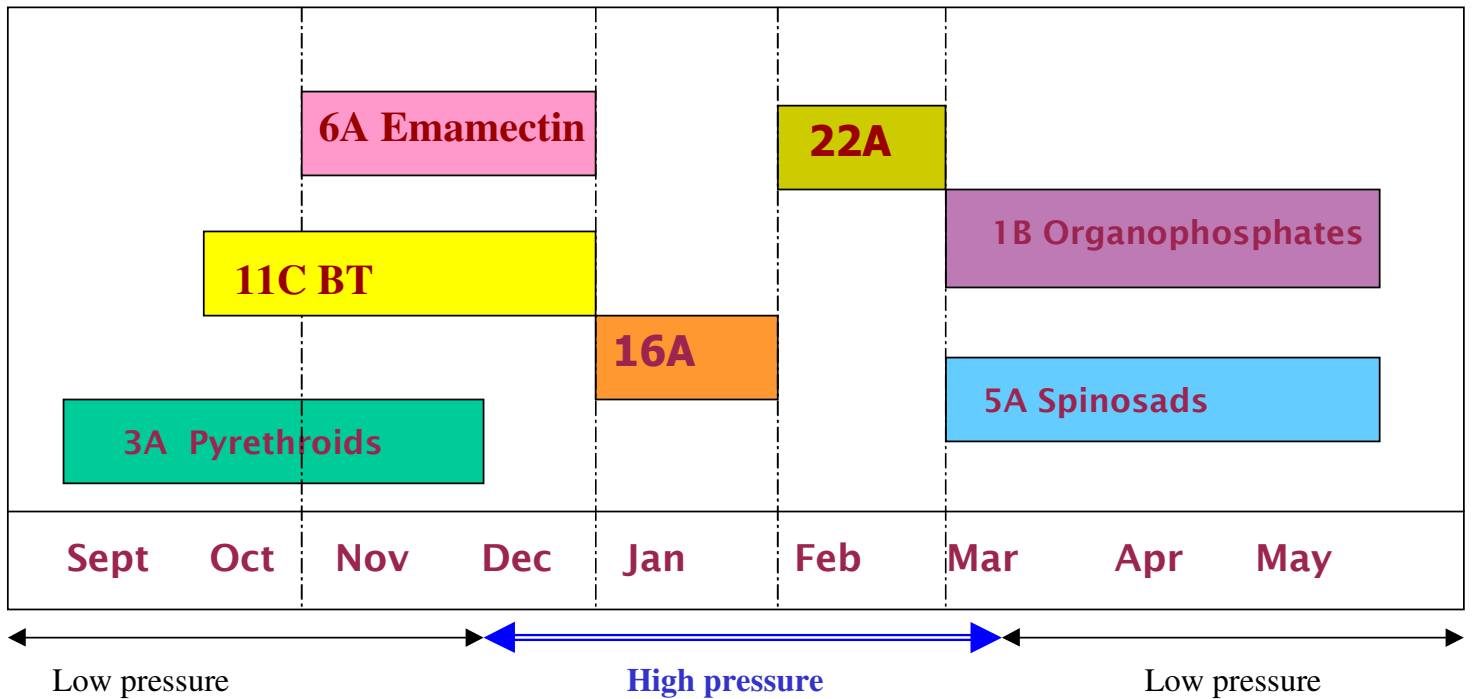 6A Emamectin
22A
1B Organophosphates
11C BT
16A
5A Spinosads
3A Pyrethroids
Sept Oct Nov Dec Jan Feb Mar Apr May
Low pressure High pressure Low pressure